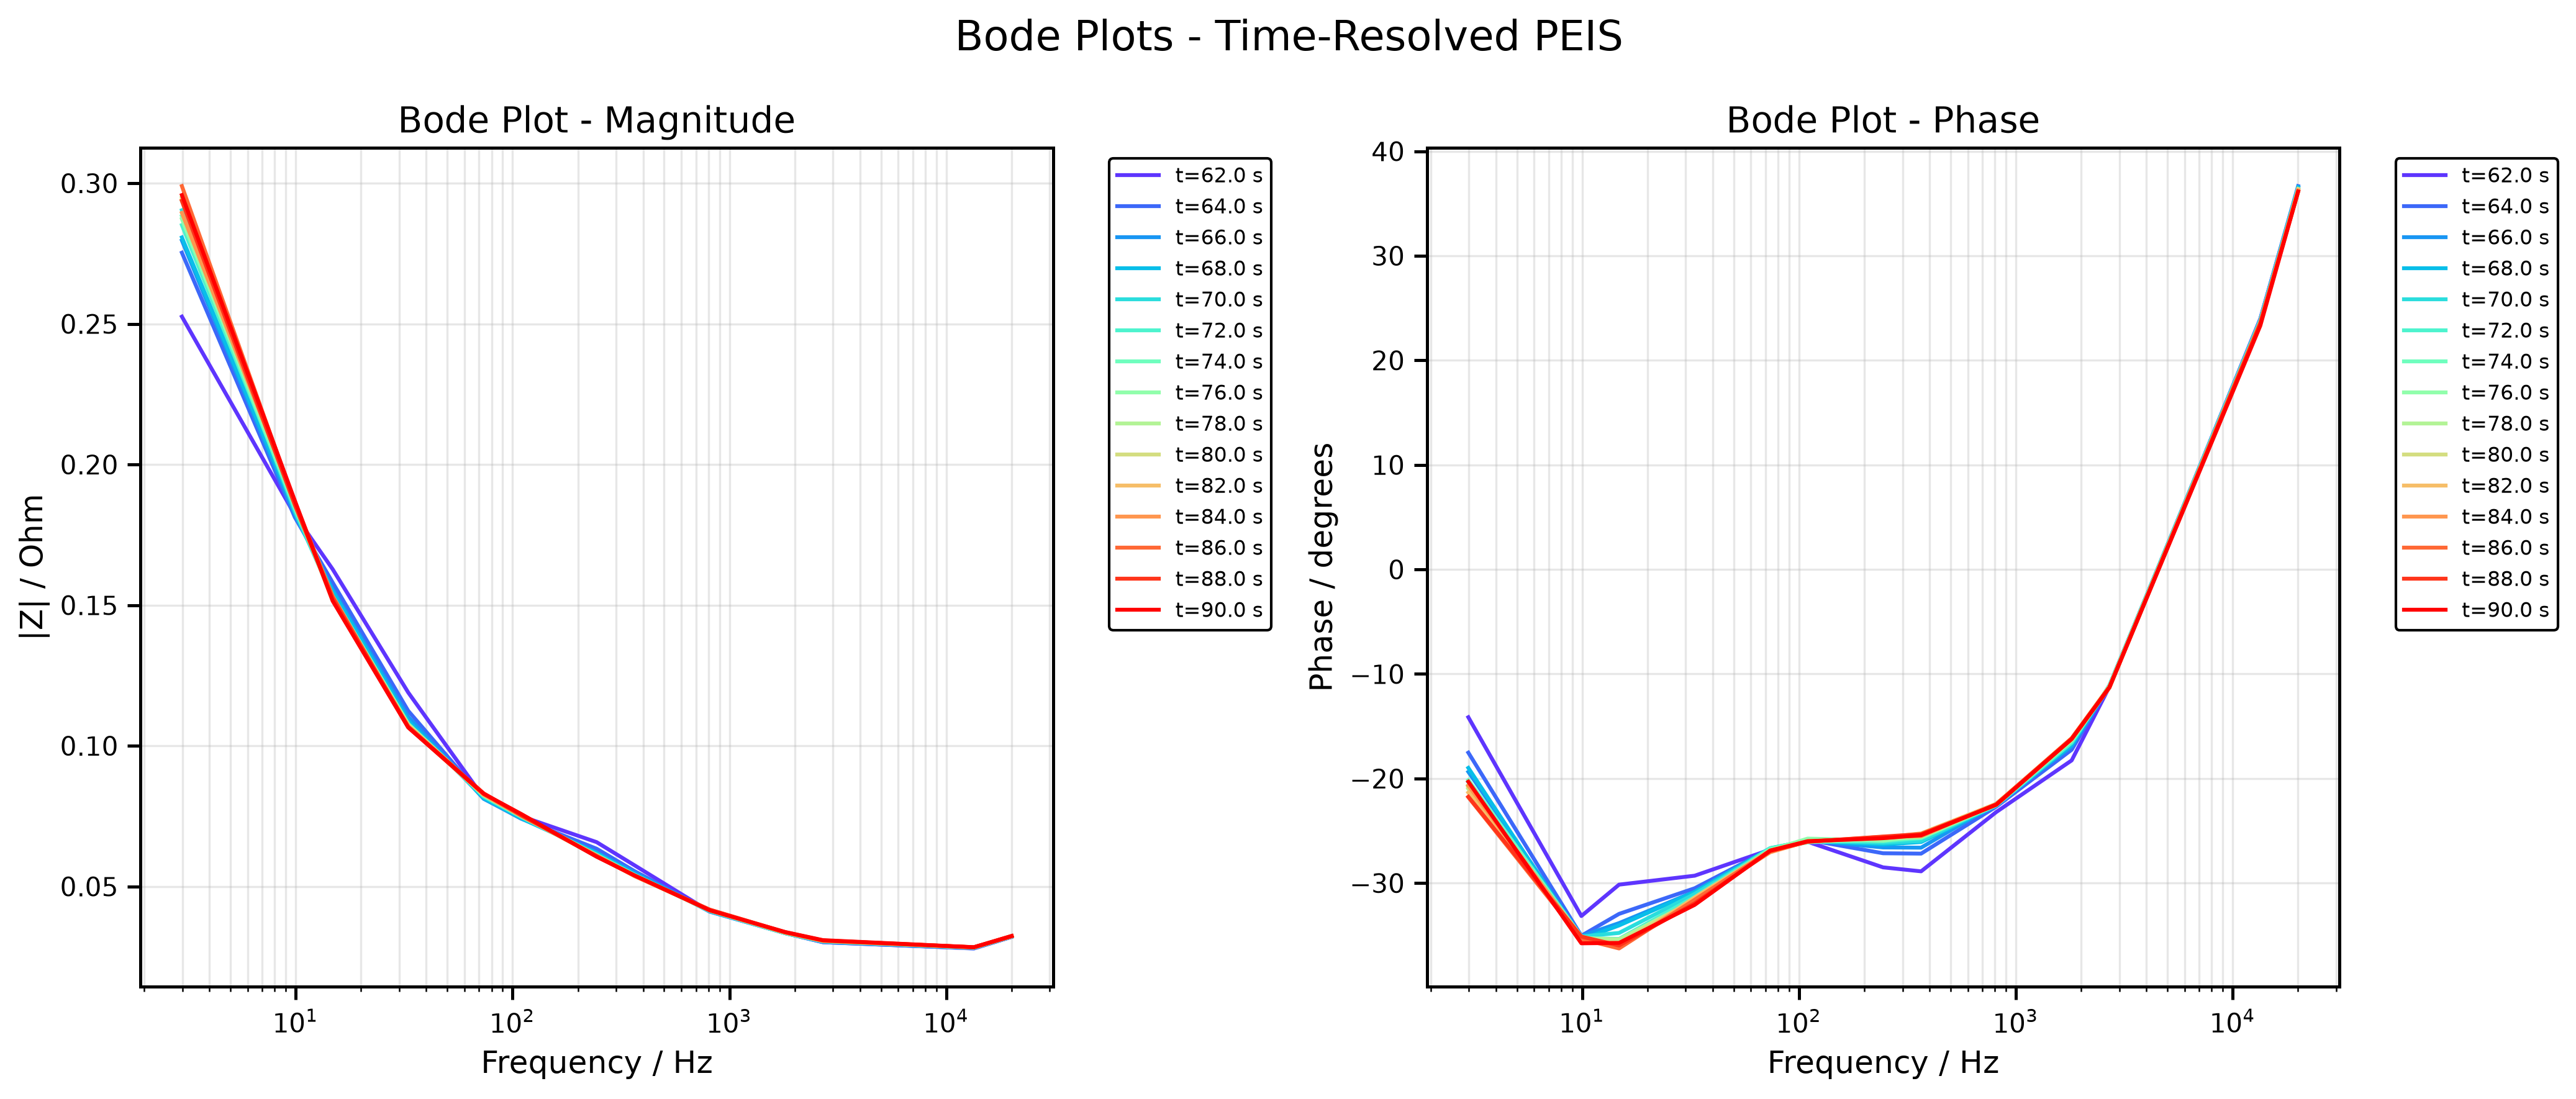 Bode Plots - Time-Resolved PEIS
Bode Plot - Magnitude
|Z| / Ohm
0.30
0.25
0.20
0.15
0.10
0.05
10¹
10²
10³
10⁴
Frequency / Hz
t=62.0 s
t=64.0 s
t=66.0 s
t=68.0 s
t=70.0 s
t=72.0 s
t=74.0 s
t=76.0 s
t=78.0 s
t=80.0 s
t=82.0 s
t=84.0 s
t=86.0 s
t=88.0 s
t=90.0 s
Bode Plot - Phase
Phase / degrees
40
30
20
10
0
−10
−20
−30
10¹
10²
10³
10⁴
Frequency / Hz
t=62.0 s
t=64.0 s
t=66.0 s
t=68.0 s
t=70.0 s
t=72.0 s
t=74.0 s
t=76.0 s
t=78.0 s
t=80.0 s
t=82.0 s
t=84.0 s
t=86.0 s
t=88.0 s
t=90.0 s